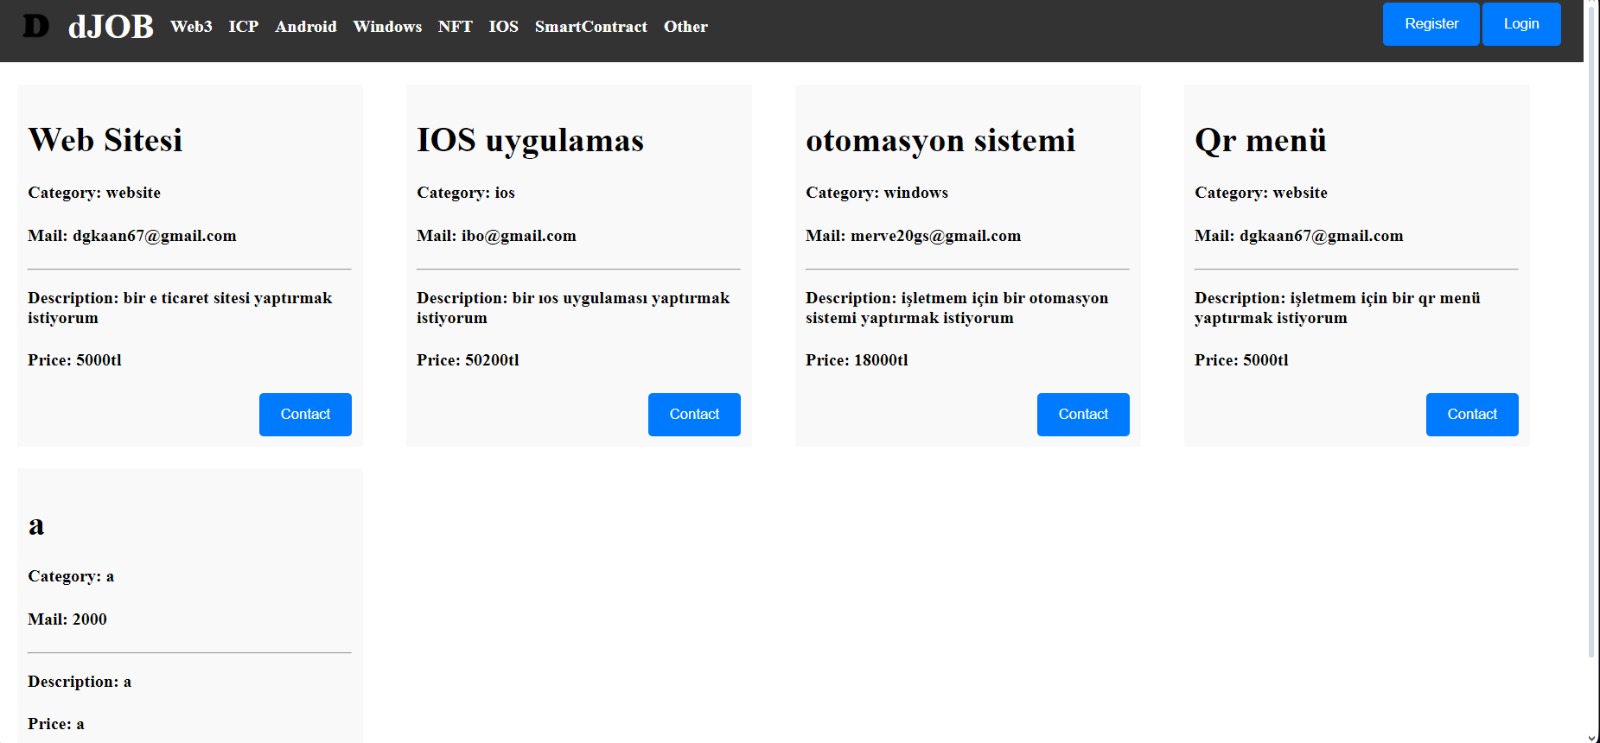 D dJOB Web3 ICP Android Windows NFT IOS SmartContract Other Register Login
Web Sitesi
Category: website
Mail: dgkaan67@gmail.com
Description: bir e ticaret sitesi yaptırmak
istiyorum
Price: 5000tl
Contact
IOS uygulamas
Category: ios
Mail: ibo@gmail.com
Description: bir ıos uygulaması yaptırmak
istiyorum
Price: 50200tl
Contact
otomasyon sistemi
Category: windows
Mail: merve20gs@gmail.com
Description: işletmem için bir otomasyon
sistemi yaptırmak istiyorum
Price: 18000tl
Contact
Qr menü
Category: website
Mail: dgkaan67@gmail.com
Description: işletmem için bir qr menü
yaptırmak istiyorum
Price: 5000tl
Contact
a
Category: a
Mail: 2000
Description: a
Price: a